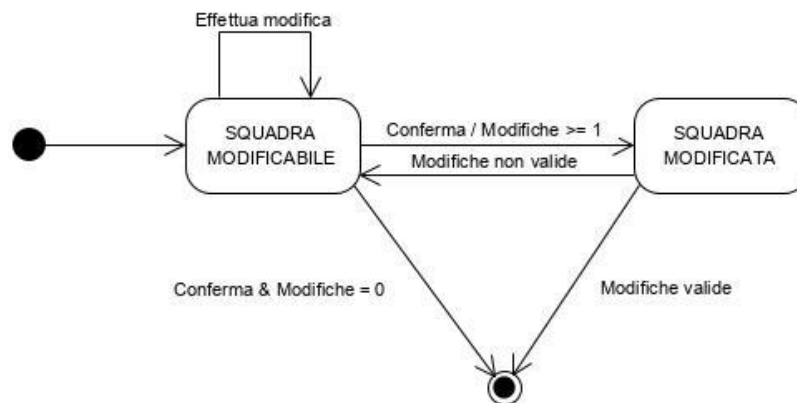 Effettua modifica
SQUADRA
MODIFICABILE
Conferma / Modifiche >= 1
Modifiche non valide
SQUADRA
MODIFICATA
Conferma & Modifiche = 0
Modifiche valide